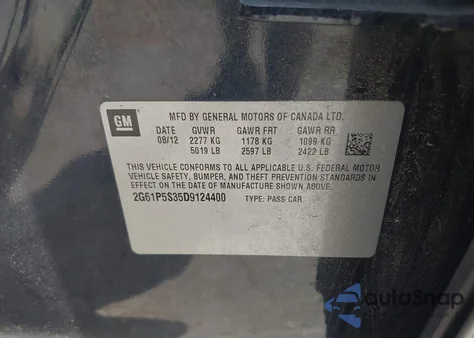 GM
MFD BY GENERAL MOTORS OF CANADA LTD.
DATE GVWR GAWR FRT GAWR RR
08/12 2277 KG 1178 KG 1099 KG
5019 LB 2597 LB 2422 LB
THIS VEHICLE CONFORMS TO ALL APPLICABLE U.S. FEDERAL MOTOR
VEHICLE SAFETY, BUMPER, AND THEFT PREVENTION STANDARDS
IN EFFECT ON THE DATE OF MANUFACTURE SHOWN ABOVE.
2G61P5S35D9124400 TYPE: PASS CAR
autoSnap